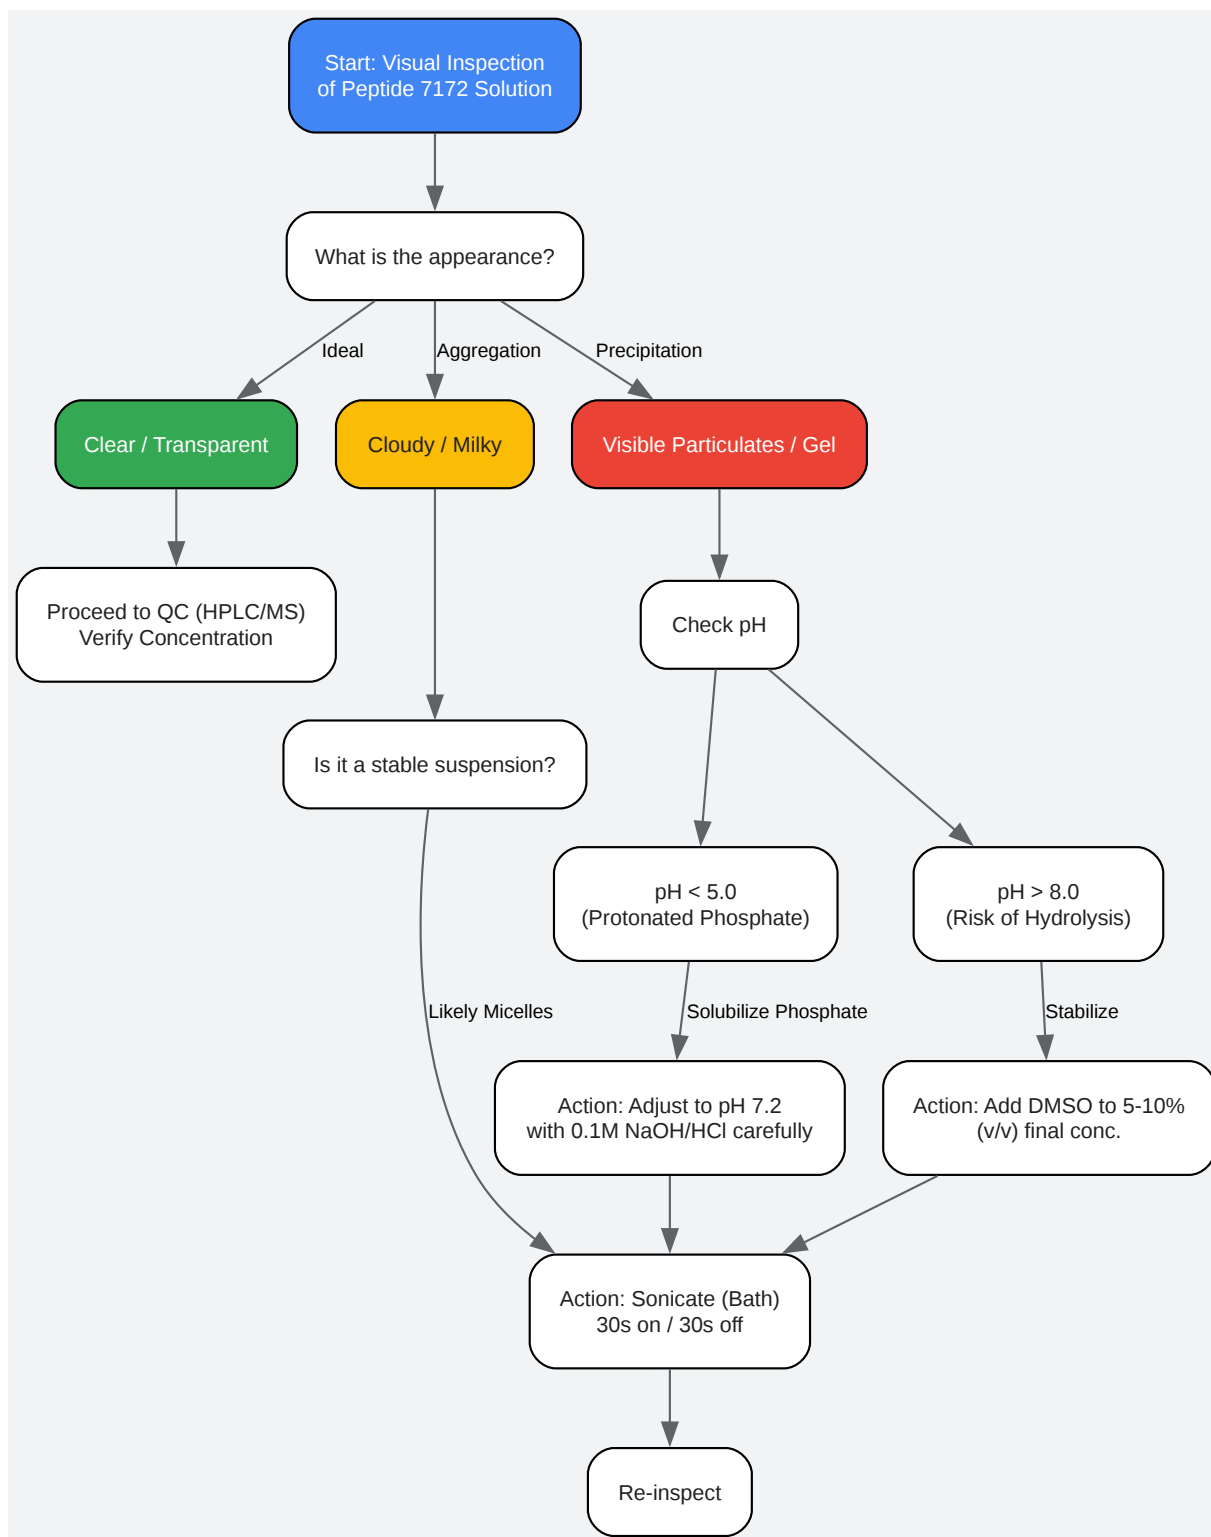 Start: Visual Inspection
of Peptide 7172 Solution
What is the appearance?
Ideal
Aggregation
Precipitation
Clear / Transparent
Cloudy / Milky
Visible Particulates / Gel
Proceed to QC (HPLC/MS)
Verify Concentration
Check pH
Is it a stable suspension?
pH < 5.0
(Protonated Phosphate)
pH > 8.0
(Risk of Hydrolysis)
Likely Micelles
Solubilize Phosphate
Stabilize
Action: Adjust to pH 7.2
with 0.1M NaOH/HCl carefully
Action: Add DMSO to 5-10%
(v/v) final conc.
Action: Sonicate (Bath)
30s on / 30s off
Re-inspect